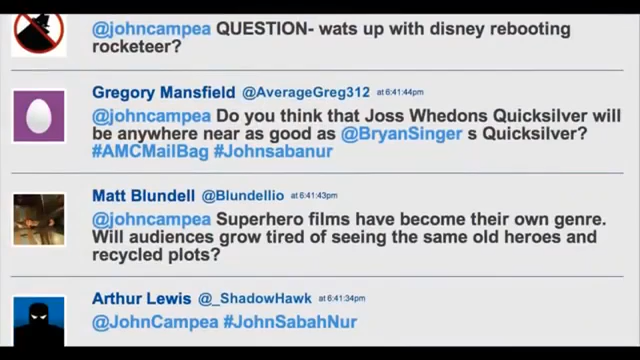 @johncampea QUESTION- wats up with disney rebooting
rocketeer?
Gregory Mansfield @AverageGreg312 at 6:41:44pm
@johncampea Do you think that Joss Whedons Quicksilver will
be anywhere near as good as @BryanSinger s Quicksilver?
#AMCMailBag #Johnsabanur
Matt Blundell @Blundellio at 6:41:43pm
@johncampea Superhero films have become their own genre.
Will audiences grow tired of seeing the same old heroes and
recycled plots?
Arthur Lewis @_ShadowHawk at 6:41:34pm
@JohnCampea #JohnSabahNur